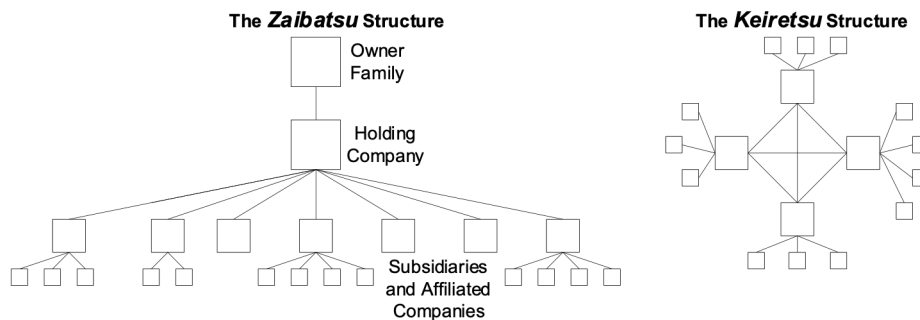 The Zaibatsu Structure
Owner
Family
Holding
Company
Subsidiaries
and Affiliated
Companies
The Keiretsu Structure